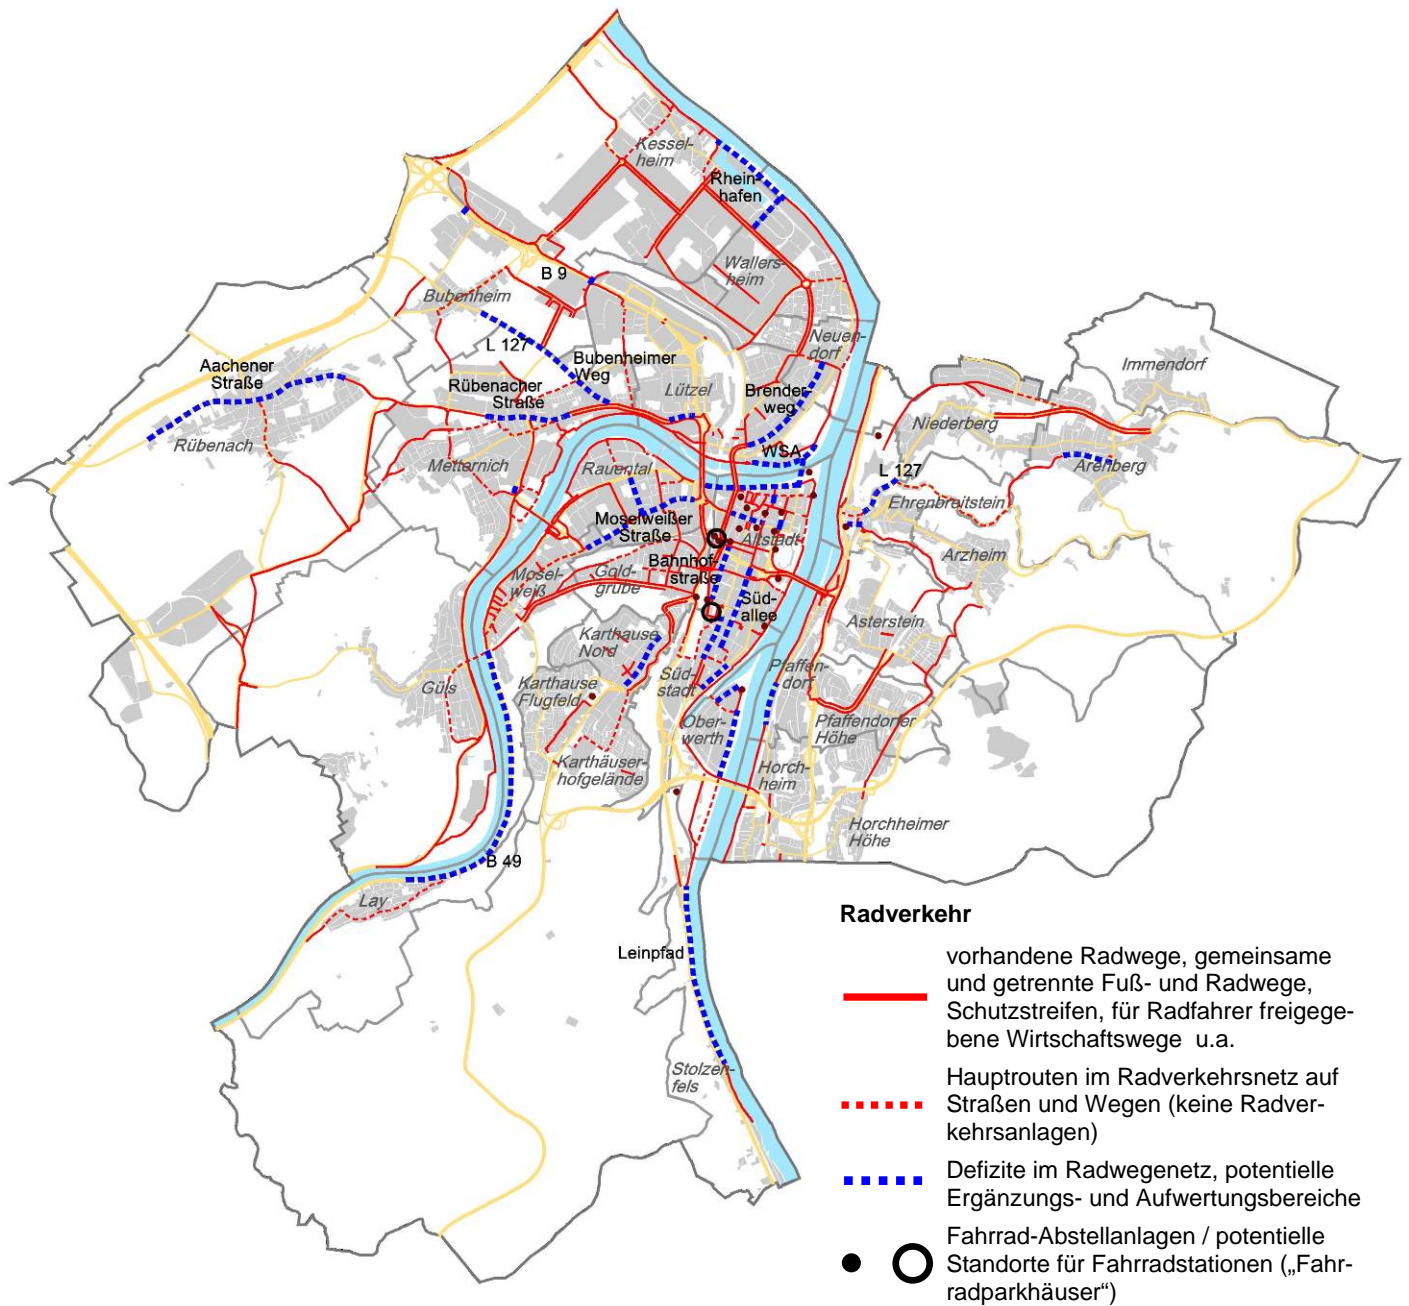 Kessel-
heim
Rhein-
hafen
B 9
Wallers-
heim
Bubenheim
Neuen-
dorf
L 127
Aachener
Straße
Bubenheimer
Weg
Immendorf
Rübenacher
Straße
Lützel
Brender-
weg
Niederberg
Rübenach
Metternich
Rauental
WSA
L 127
Arenberg
Ehrenbreitstein
Moselweißer
Straße
Altstadt
Arzheim
Bahnhof-
straße
Mosel-
weiß
Gold-
grube
Süd-
allee
Asterstein
Karthause
Nord
Güls
Karthause
Flugfeld
Süd-
stadt
Pfaffen-
dorf
Ober-
werth
Pfaffendorfer
Höhe
Karthäuser-
hofgelände
Horch-
heim
Horchheimer
Höhe
B 49
Lay
Leinpfad
Stolzen-
fels
Radverkehr
vorhandene Radwege, gemeinsame
und getrennte Fuß- und Radwege,
Schutzstreifen, für Radfahrer freigege-
bene Wirtschaftswege u.a.
Hauptrouten im Radverkehrsnetz auf
Straßen und Wegen (keine Radver-
kehrsanlagen)
Defizite im Radwegenetz, potentielle
Ergänzungs- und Aufwertungsbereiche
Fahrrad-Abstellanlagen / potentielle
Standorte für Fahrradstationen („Fahr-
radparkhäuser“)